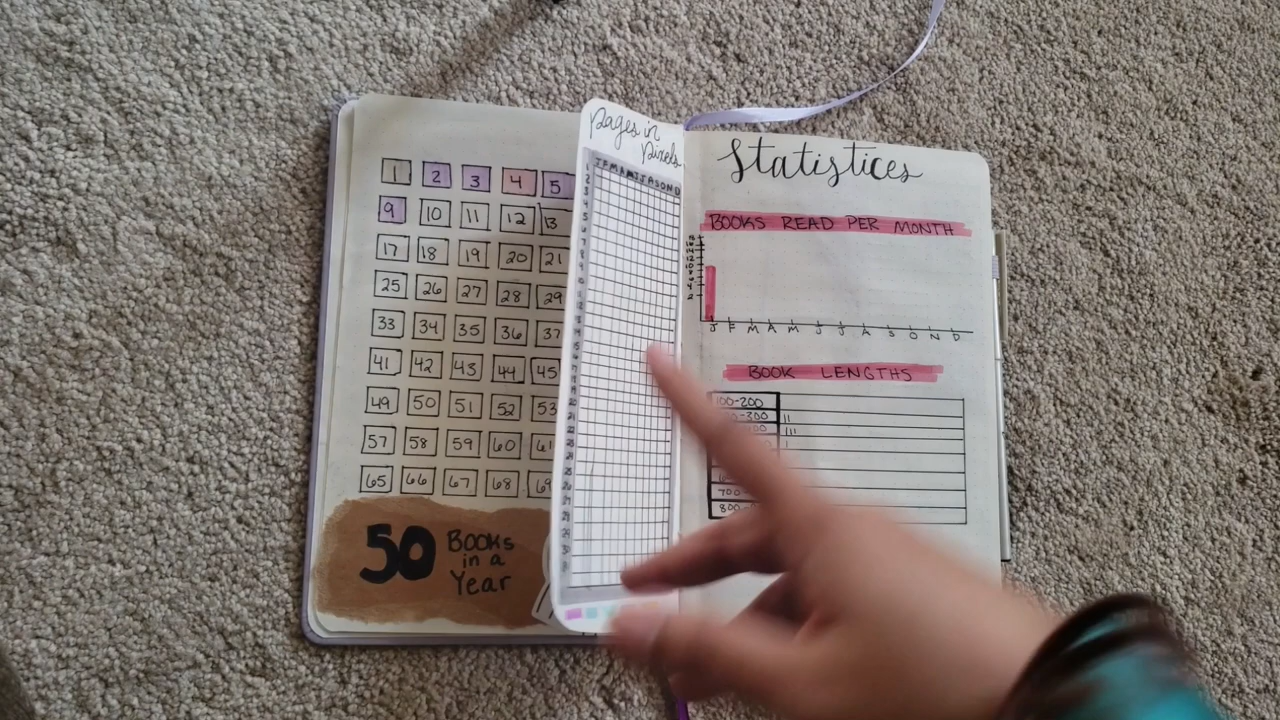 1 2 3 4 5
9 10 11 12 13
17 18 19 20 21
25 26 27 28 29
33 34 35 36 37
41 42 43 44 45
49 50 51 52 53
57 58 59 60 61
65 66 67 68 69
50 Books
in a
Year
Pages in
Pixels
J F M A M J J A S O N D
Statistices
BOOKS READ PER MONTH
J F M A M J J A S O N D
BOOK LENGTHS
100-200